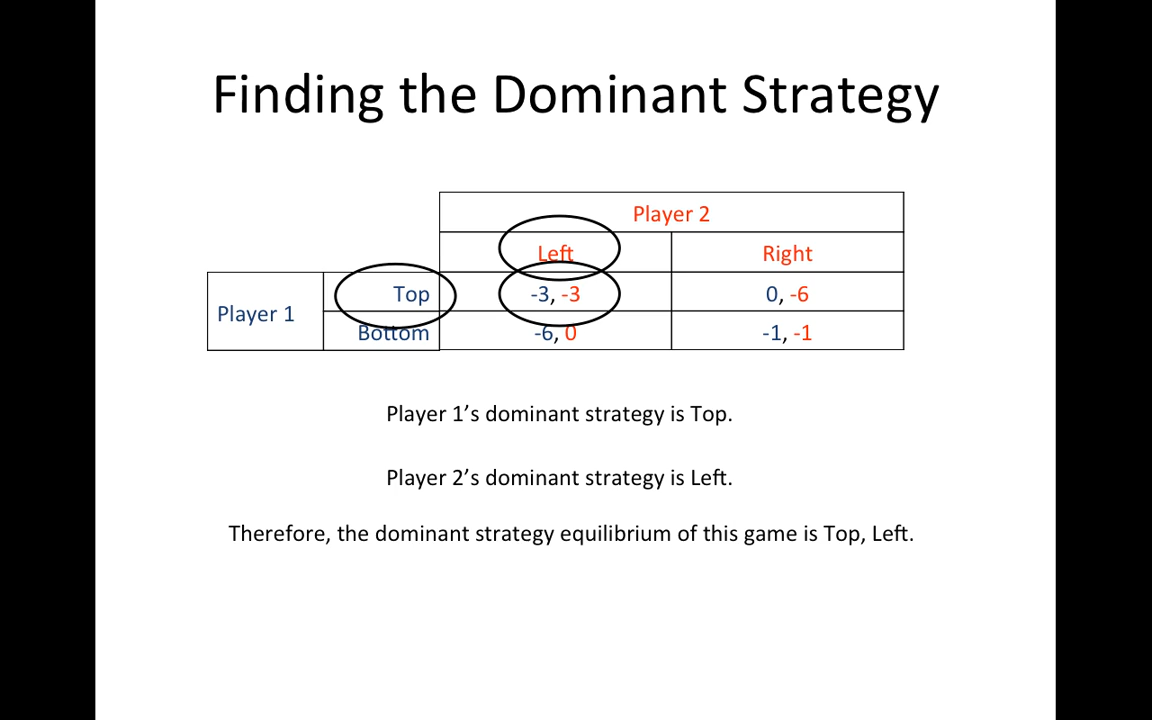 Finding the Dominant Strategy
Player 2
Left Right
Player 1 Top -3, -3 0, -6
Bottom -6, 0 -1, -1
Player 1’s dominant strategy is Top.
Player 2’s dominant strategy is Left.
Therefore, the dominant strategy equilibrium of this game is Top, Left.